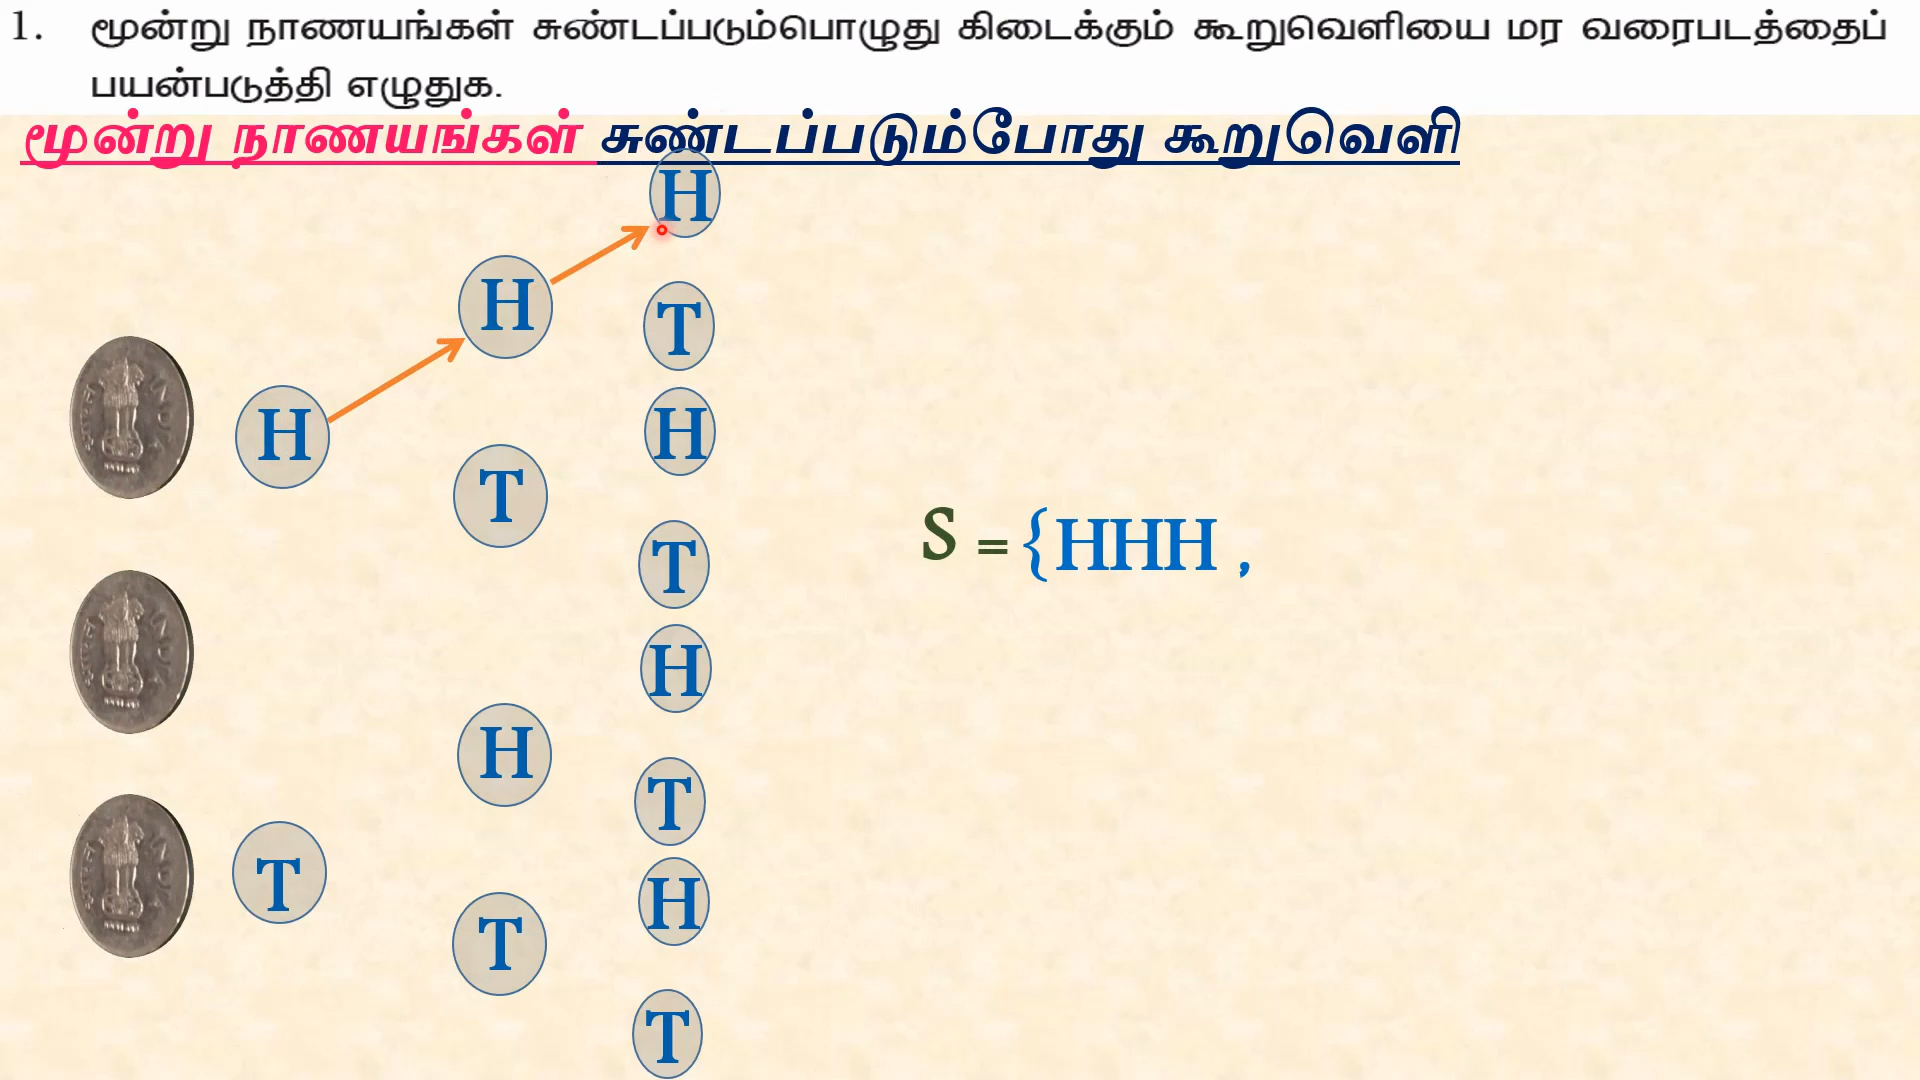 1. மூன்று நாணயங்கள் சுண்டப்படும்பொழுது கிடைக்கும் கூறுவெளியை மர வரைபடத்தைப்
பயன்படுத்தி எழுதுக.
மூன்று நாணயங்கள் சுண்டப்படும்போது கூறுவெளி
H
H
T
H
H
T
S = {HHH ,
T
H
H
T
T
H
T
T